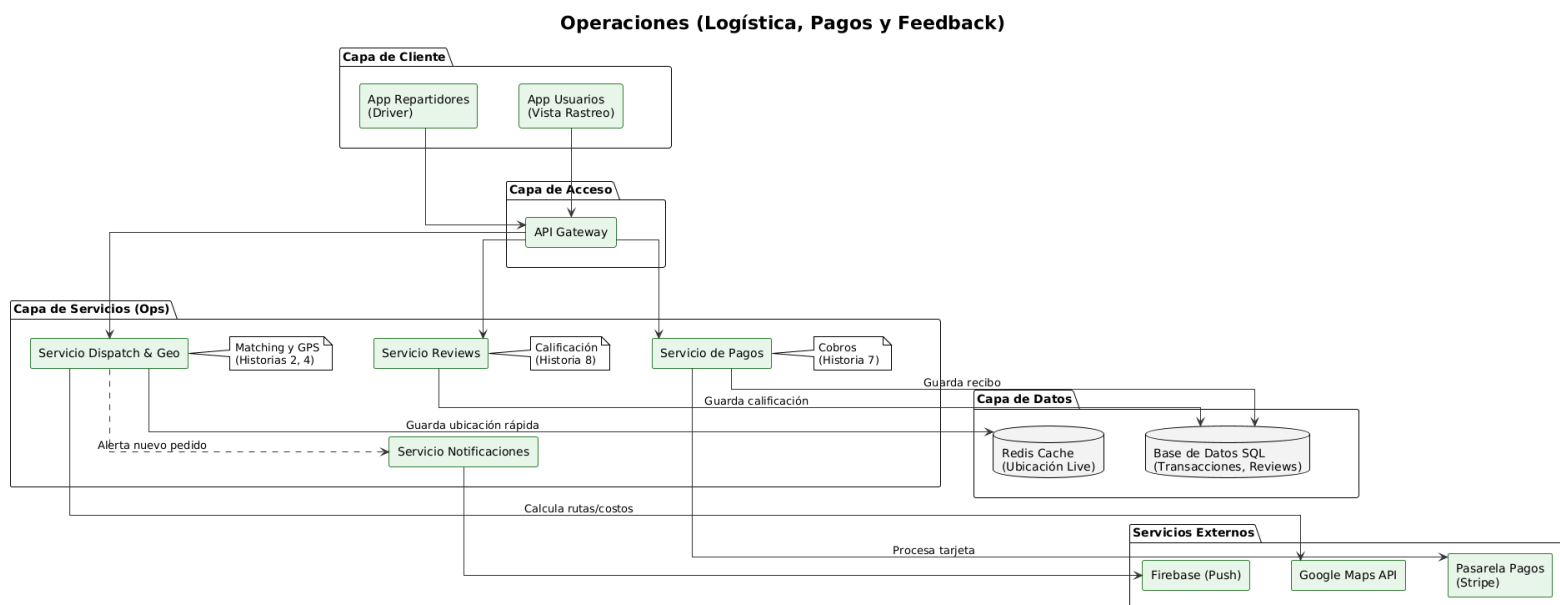 Operaciones (Logística, Pagos y Feedback)
Capa de Cliente
App Repartidores
(Driver)
App Usuarios
(Vista Rastreo)
Capa de Acceso
API Gateway
Capa de Servicios (Ops)
Servicio Dispatch & Geo
Matching y GPS
(Historias 2, 4)
Servicio Reviews
Calificación
(Historia 8)
Servicio de Pagos
Cobros
(Historia 7)
Guarda recibo
Guarda calificación
Guarda ubicación rápida
Alerta nuevo pedido
Servicio Notificaciones
Capa de Datos
Redis Cache
(Ubicación Live)
Base de Datos SQL
(Transacciones, Reviews)
Calcula rutas/costos
Procesa tarjeta
Servicios Externos
Firebase (Push)
Google Maps API
Pasarela Pagos
(Stripe)